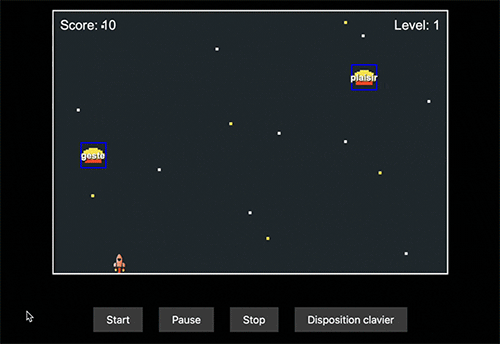 Score: 10
Level: 1
plaisir
geste
Start
Pause
Stop
Disposition clavier